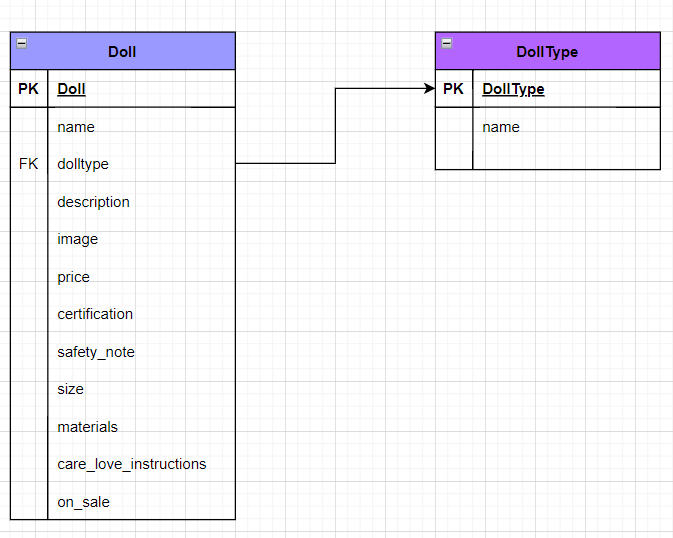 Doll
PK Doll
name
FK dolltype
description
image
price
certification
safety_note
size
materials
care_love_instructions
on_sale
DollType
PK DollType
name